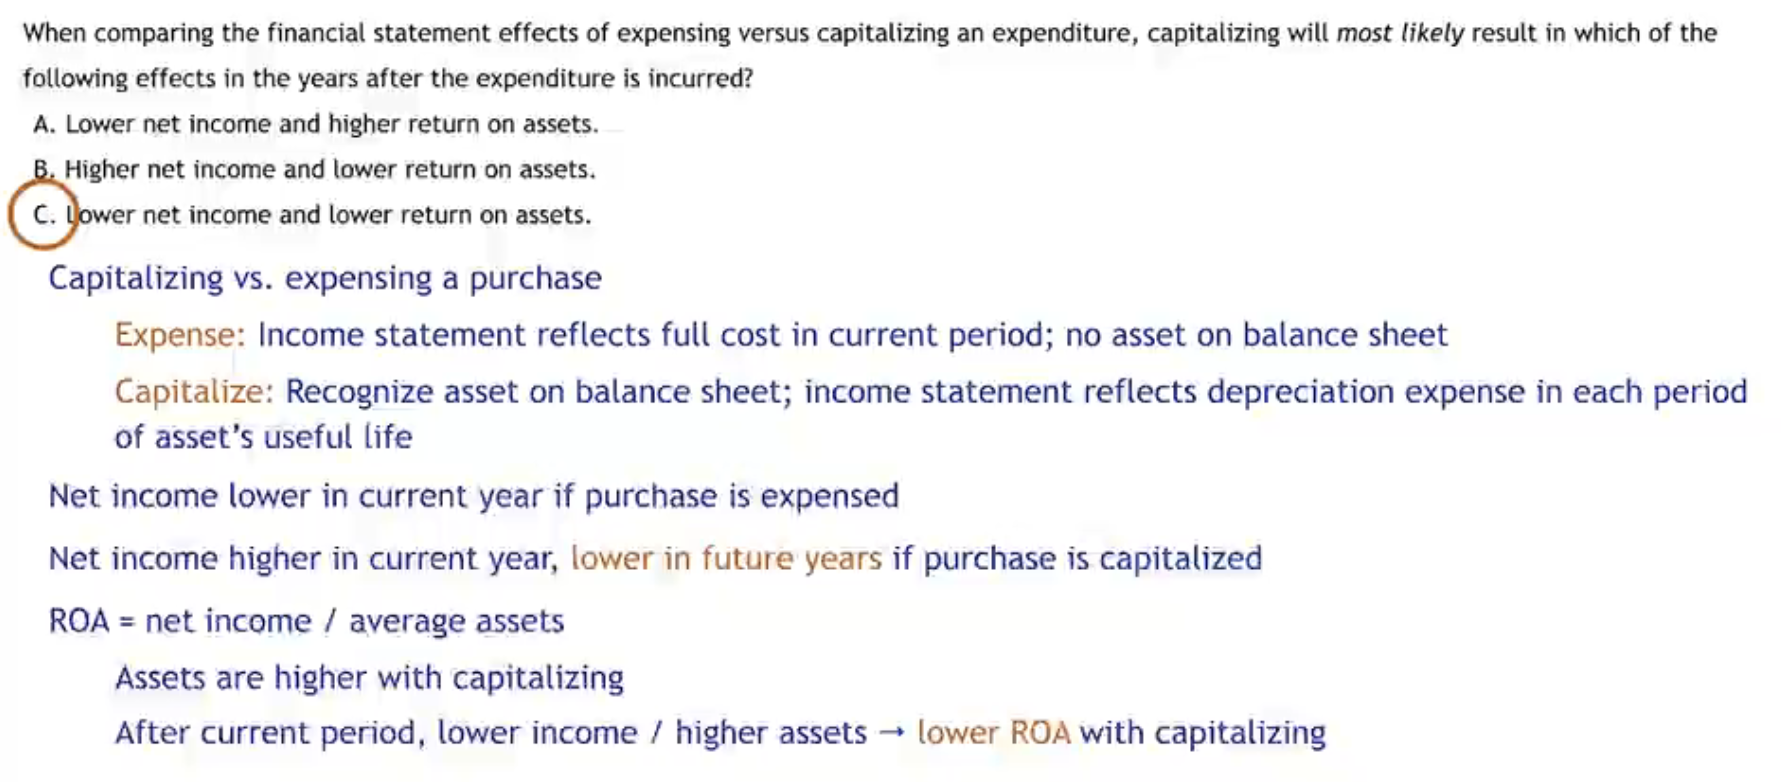 When comparing the financial statement effects of expensing versus capitalizing an expenditure, capitalizing will most likely result in which of the
following effects in the years after the expenditure is incurred?
A. Lower net income and higher return on assets.
B. Higher net income and lower return on assets.
C. Lower net income and lower return on assets.
Capitalizing vs. expensing a purchase
Expense: Income statement reflects full cost in current period; no asset on balance sheet
Capitalize: Recognize asset on balance sheet; income statement reflects depreciation expense in each period
of asset's useful life
Net income lower in current year if purchase is expensed
Net income higher in current year, lower in future years if purchase is capitalized
ROA = net income / average assets
Assets are higher with capitalizing
After current period, lower income / higher assets → lower ROA with capitalizing